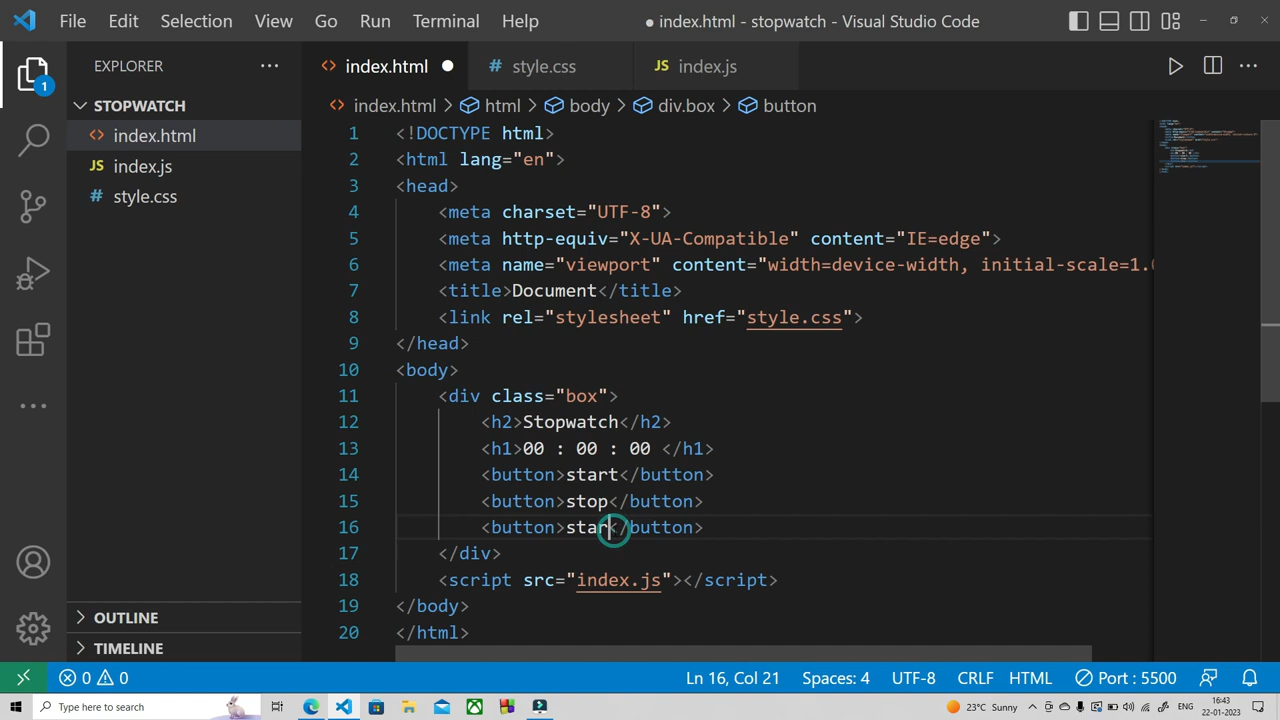 File Edit Selection View Go Run Terminal Help ● index.html - stopwatch - Visual Studio Code
EXPLORER
<> index.html ● # style.css JS index.js
1
STOPWATCH
<> index.html > html > body > div.box > button
<> index.html
JS index.js
# style.css
1 <!DOCTYPE html>
2 <html lang="en">
3 <head>
4 <meta charset="UTF-8">
5 <meta http-equiv="X-UA-Compatible" content="IE=edge">
6 <meta name="viewport" content="width=device-width, initial-scale=1.0
7 <title>Document</title>
8 <link rel="stylesheet" href="style.css">
9 </head>
10 <body>
11 <div class="box">
12 <h2>Stopwatch</h2>
13 <h1>00 : 00 : 00 </h1>
14 <button>start</button>
15 <button>stop</button>
16 <button>star</button>
17 </div>
18 <script src="index.js"></script>
19 </body>
20 </html>
OUTLINE
TIMELINE
0 0 Ln 16, Col 21 Spaces: 4 UTF-8 CRLF HTML Port : 5500
Type here to search 23°C Sunny ENG 16:43
22-01-2023